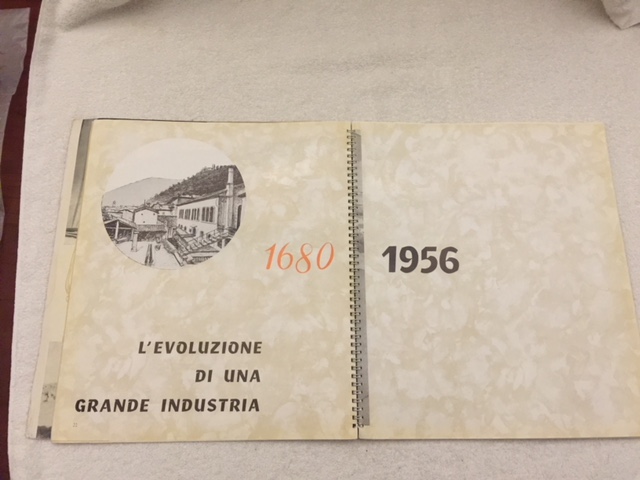 1680
1956
L'EVOLUZIONE
DI UNA
GRANDE INDUSTRIA